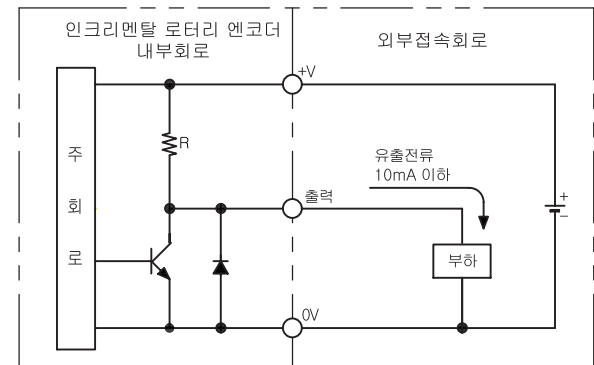 인크리멘탈 로터리 엔코더
내부회로
외부접속회로
+V
주
회
로
R
유출전류
10mA 이하
출력
+
−
부하
0V